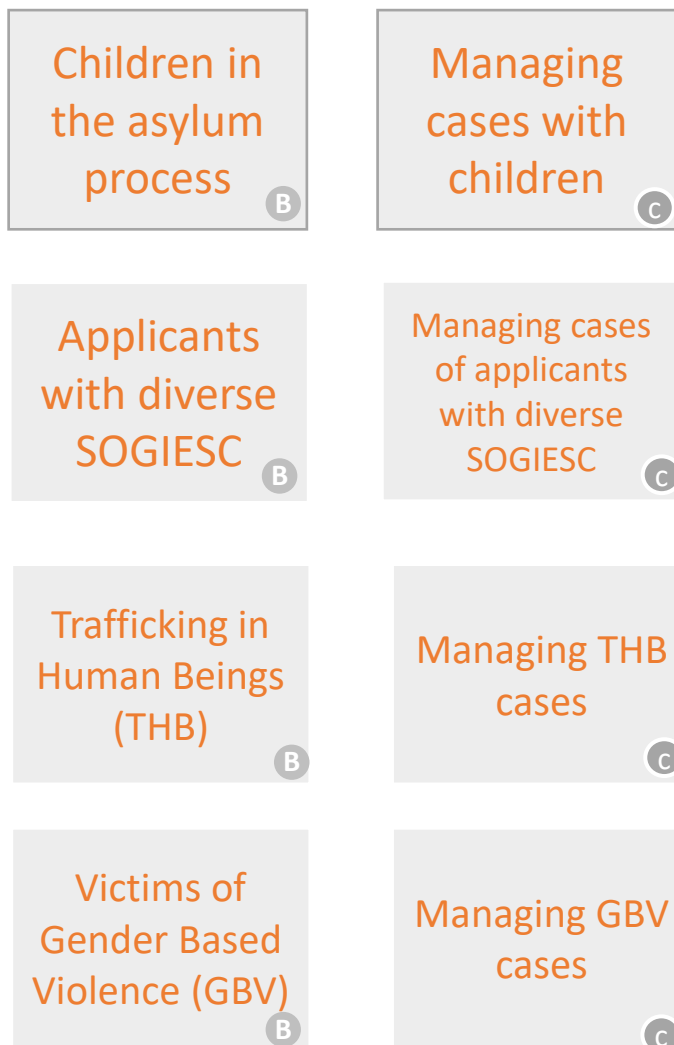 Children in
the asylum
process
B
Managing
cases with
children
c
Applicants
with diverse
SOGIESC
B
Managing cases
of applicants
with diverse
SOGIESC
c
Trafficking in
Human Beings
(THB)
B
Managing THB
cases
c
Victims of
Gender Based
Violence (GBV)
B
Managing GBV
cases
c